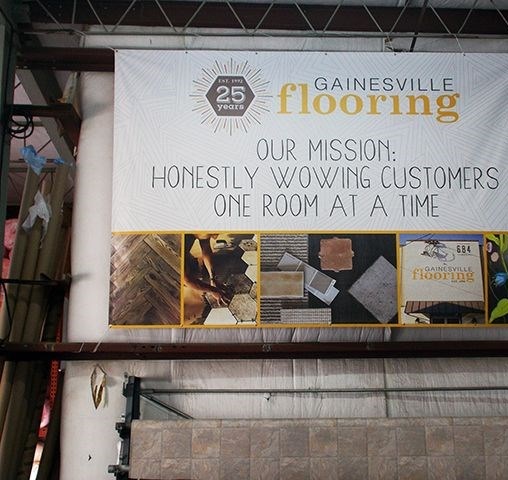 EST. 1992
25
years
GAINESVILLE
flooring
OUR MISSION:
HONESTLY WOWING CUSTOMERS
ONE ROOM AT A TIME
684
GAINESVILLE
flooring